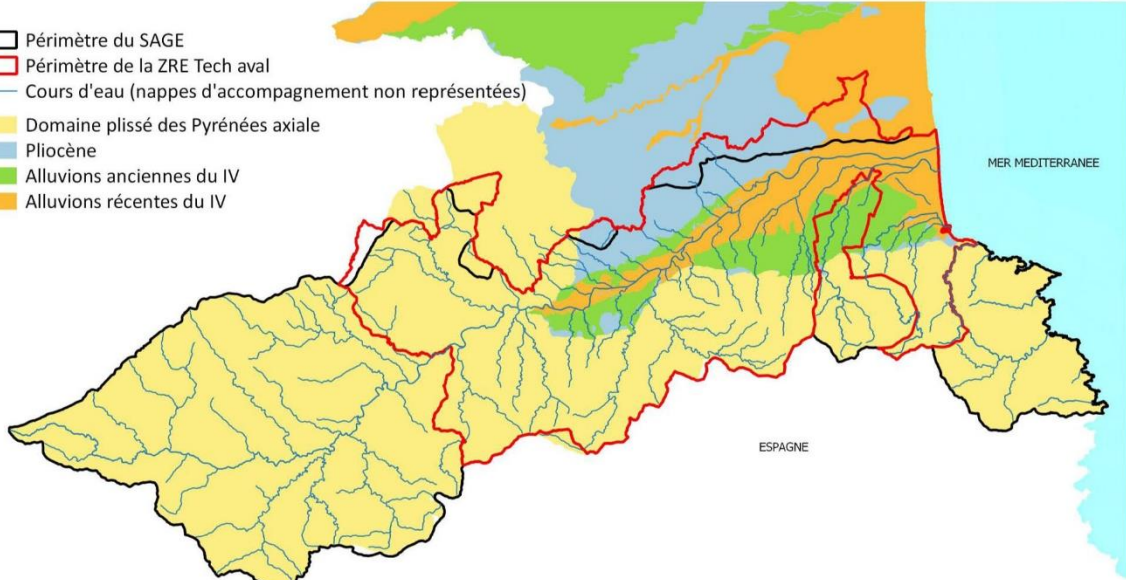 Périmètre du SAGE
Périmètre de la ZRE Tech aval
Cours d'eau (nappes d'accompagnement non représentées)
Domaine plissé des Pyrénées axiale
Pliocène
Alluvions anciennes du IV
Alluvions récentes du IV
MER MEDITERRANEE
ESPAGNE